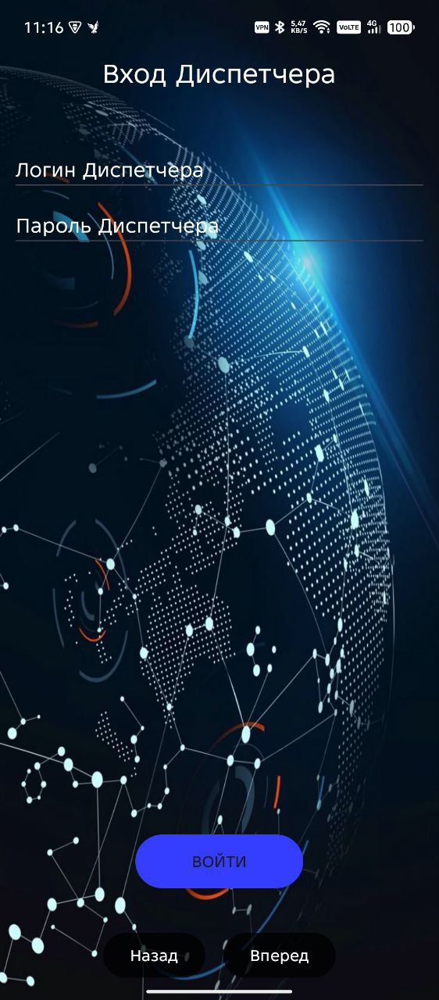 11:16 VPN 5,47 KB/S VoLTE 4G 100
Вход Диспетчера
Логин Диспетчера
Пароль Диспетчера
ВОЙТИ
Назад Вперед